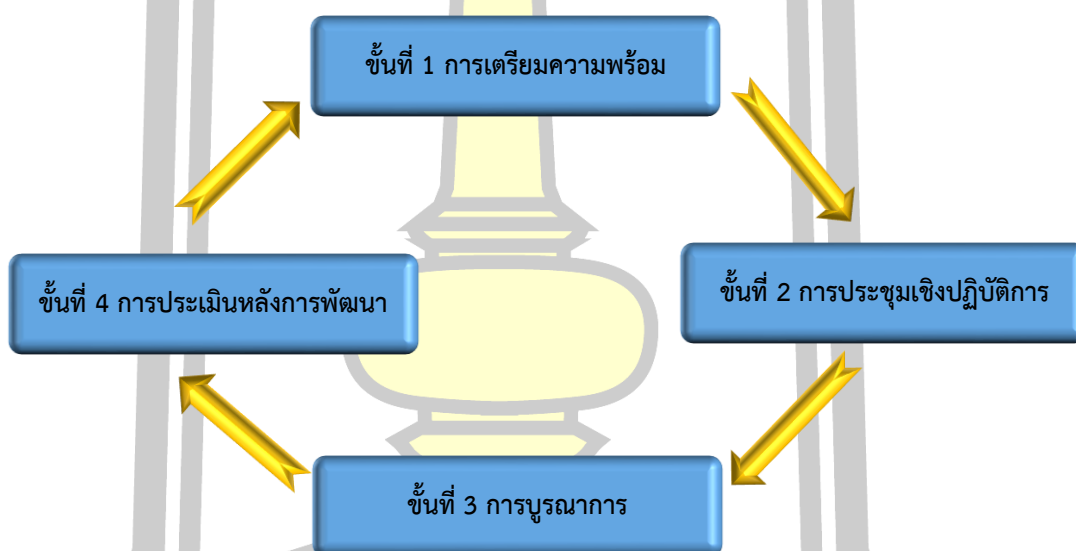 ขั้นที่ 1 การเตรียมความพร้อม
ขั้นที่ 2 การประชุมเชิงปฏิบัติการ
ขั้นที่ 3 การบูรณาการ
ขั้นที่ 4 การประเมินหลังการพัฒนา